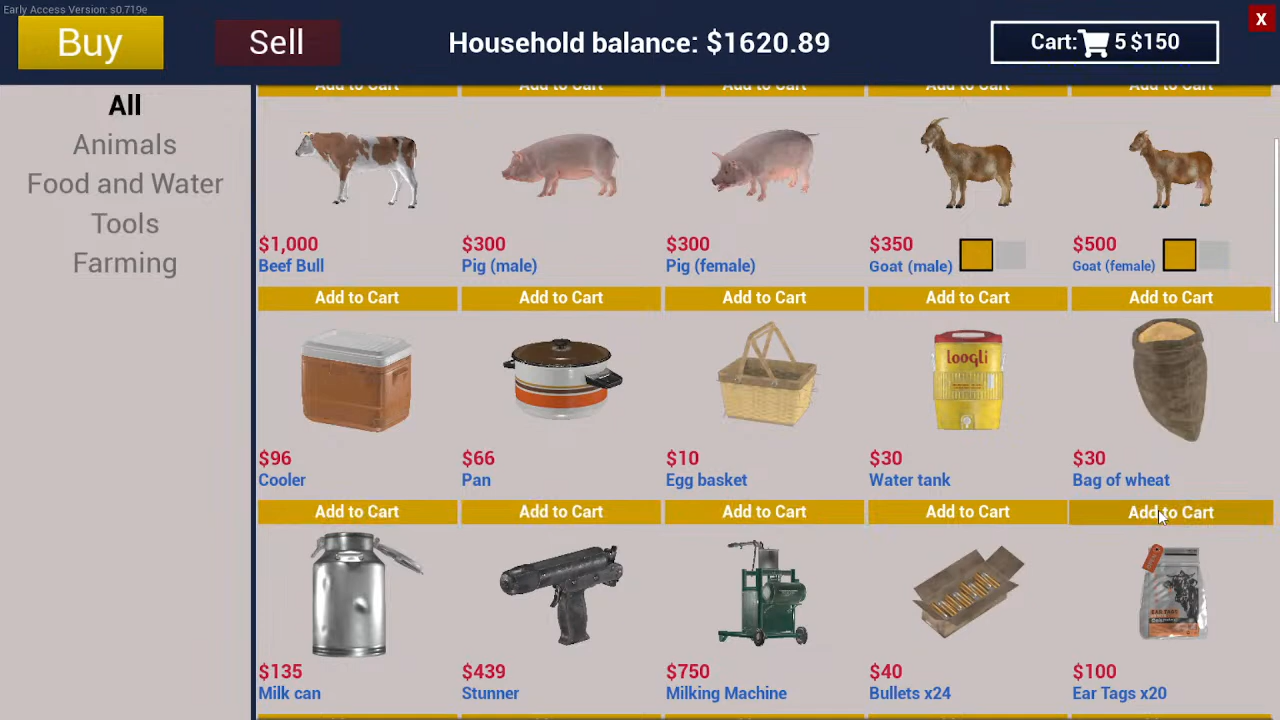 Early Access Version: s0.719e
Buy
Sell
Household balance: $1620.89
Cart: 5 $150
X
All
Animals
Food and Water
Tools
Farming
Add to Cart Add to Cart Add to Cart Add to Cart Add to Cart
$1,000 $300 $300 $350 $500
Beef Bull Pig (male) Pig (female) Goat (male) Goat (female)
Add to Cart Add to Cart Add to Cart Add to Cart Add to Cart
loogli
$96 $66 $10 $30 $30
Cooler Pan Egg basket Water tank Bag of wheat
Add to Cart Add to Cart Add to Cart Add to Cart Add to Cart
EAR TAGS
$135 $439 $750 $40 $100
Milk can Stunner Milking Machine Bullets x24 Ear Tags x20